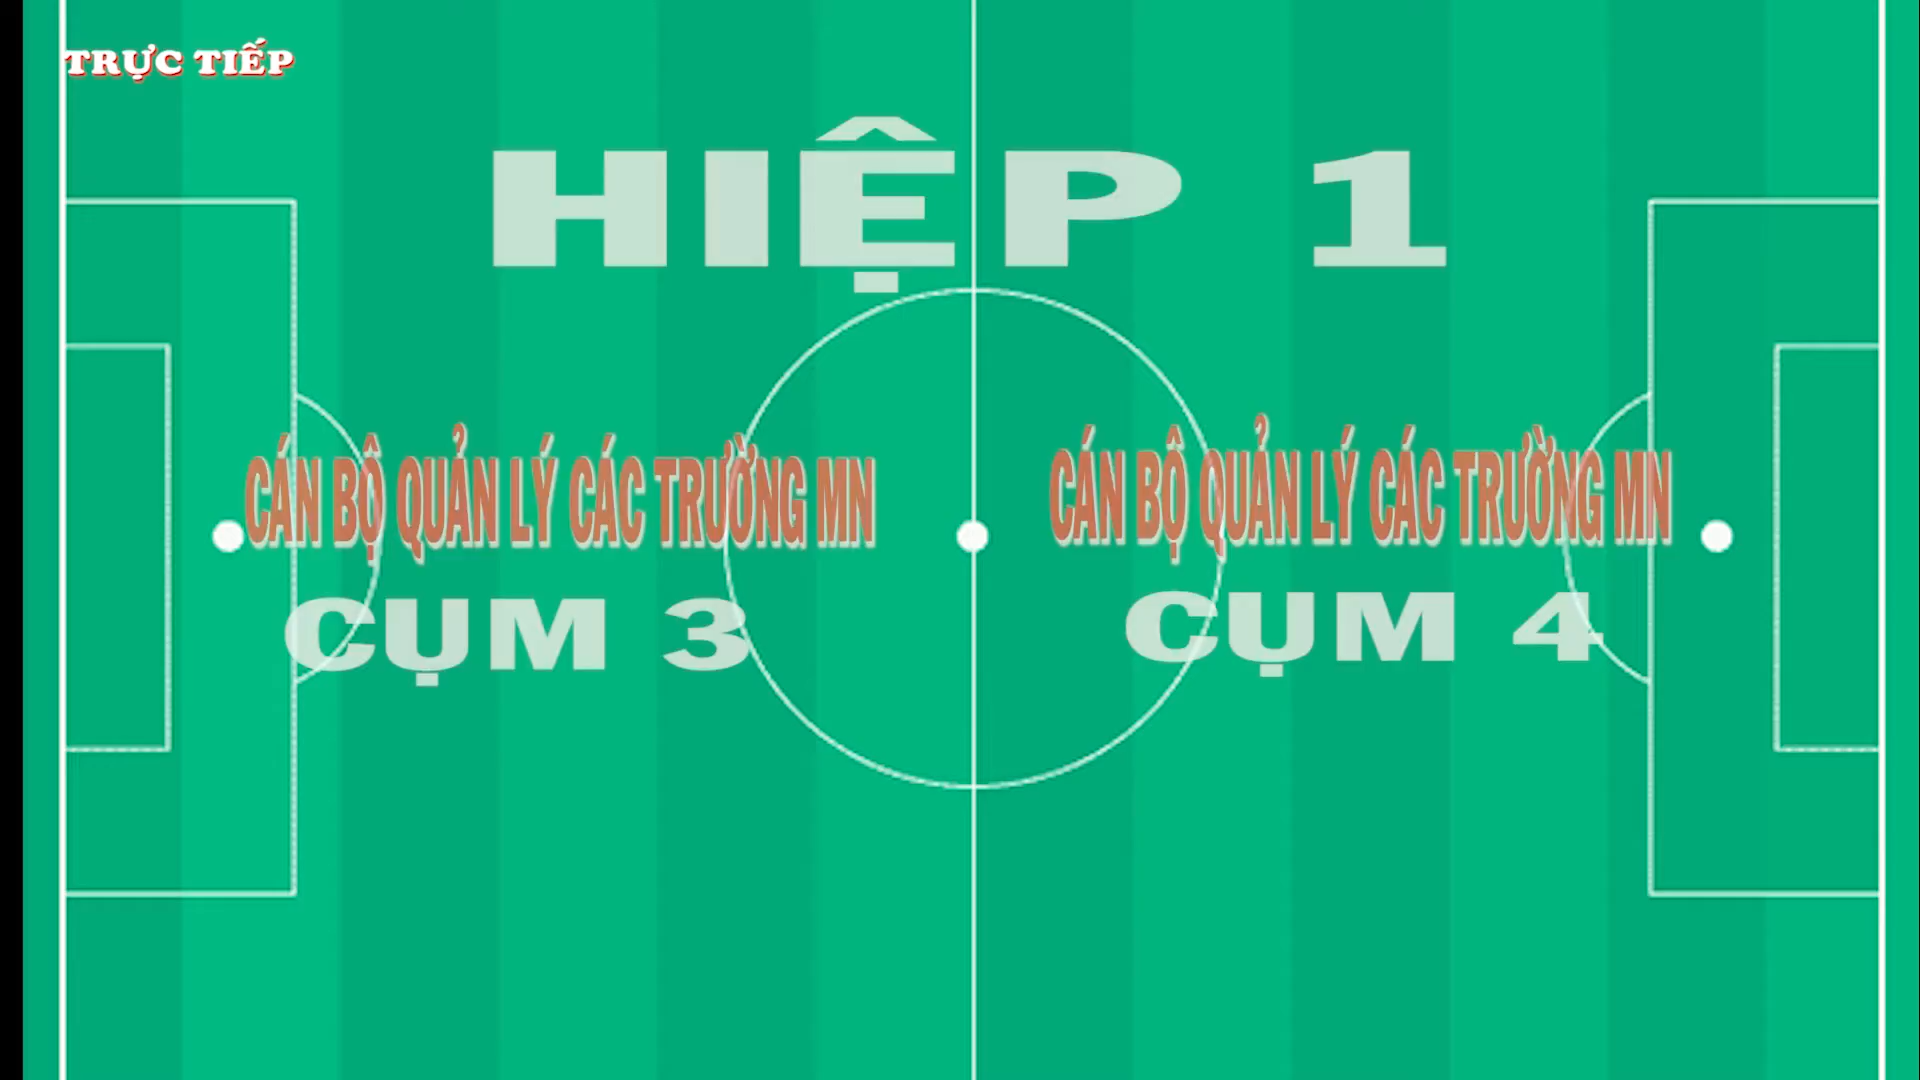 TRỰC TIẾP
HIỆP 1
CÁN BỘ QUẢN LÝ CÁC TRƯỜNG MN
CỤM 3
CÁN BỘ QUẢN LÝ CÁC TRƯỜNG MN
CỤM 4